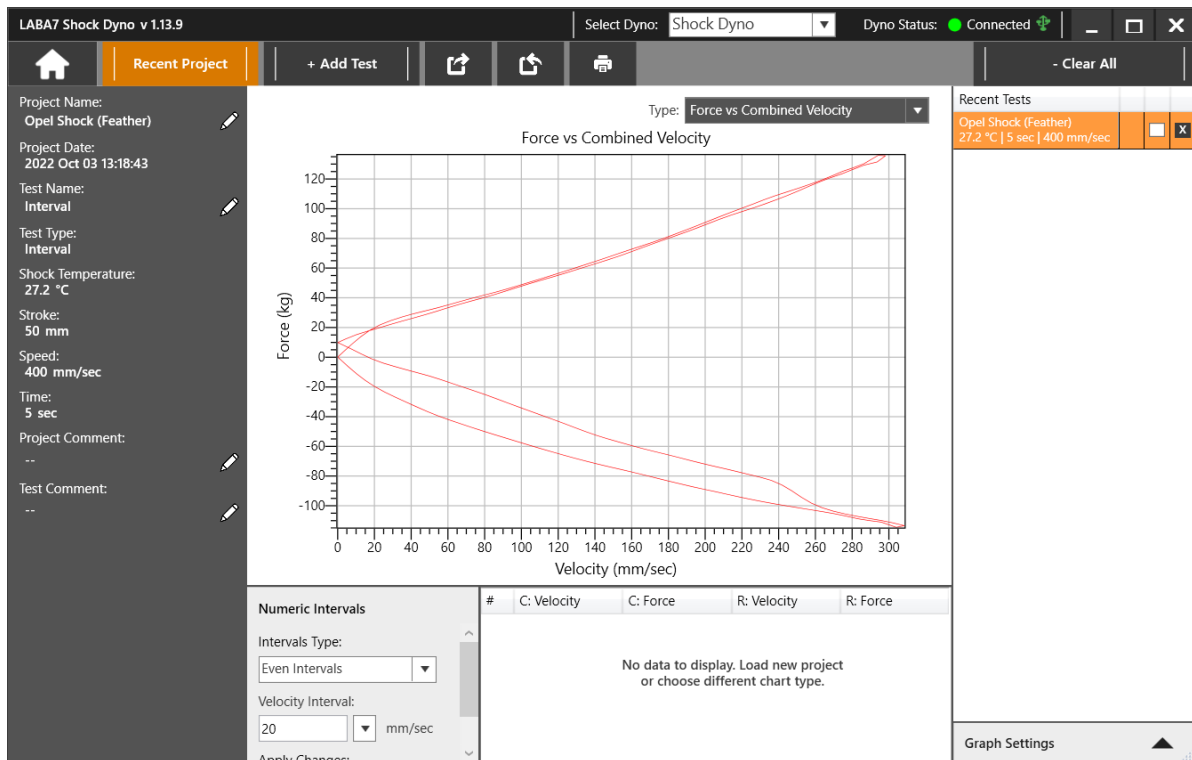 LABA7 Shock Dyno v 1.13.9
Select Dyno: Shock Dyno
Dyno Status: Connected
Recent Project
+ Add Test
- Clear All
Project Name:
Opel Shock (Feather)
Project Date:
2022 Oct 03 13:18:43
Test Name:
Interval
Test Type:
Interval
Shock Temperature:
27.2 °C
Stroke:
50 mm
Speed:
400 mm/sec
Time:
5 sec
Project Comment:
--
Test Comment:
--
Type: Force vs Combined Velocity
Force vs Combined Velocity
Force (kg)
120
100
80
60
40
20
0
-20
-40
-60
-80
-100
0 20 40 60 80 100 120 140 160 180 200 220 240 260 280 300
Velocity (mm/sec)
Numeric Intervals
Intervals Type:
Even Intervals
Velocity Interval:
20 mm/sec
Apply Changes:
# C: Velocity C: Force R: Velocity R: Force
No data to display. Load new project
or choose different chart type.
Recent Tests
Opel Shock (Feather)
27.2 °C | 5 sec | 400 mm/sec
X
Graph Settings